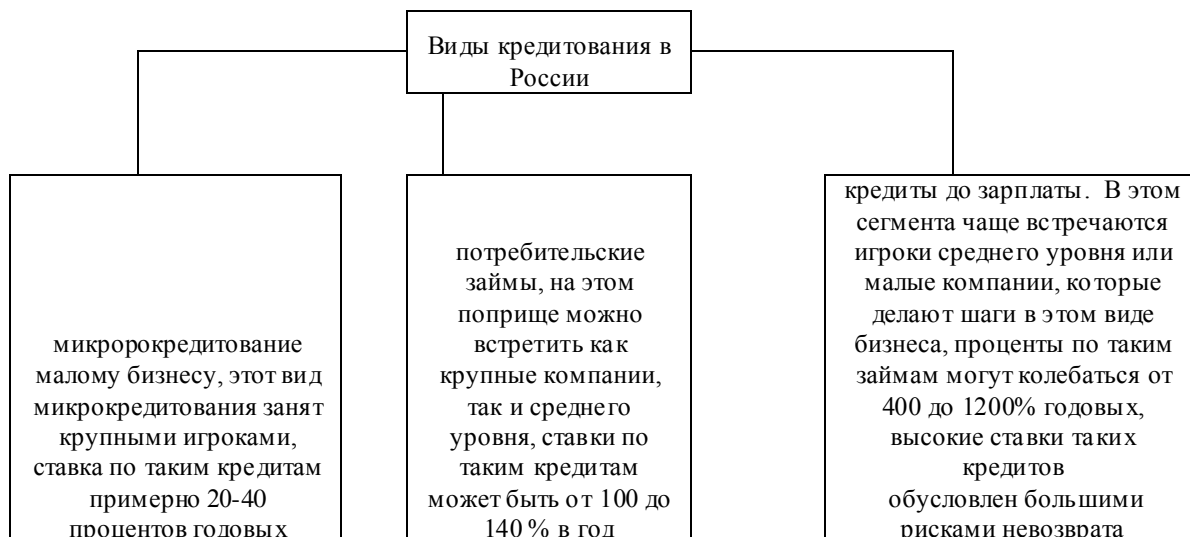 Виды кредитования в
России
микророкредитование
малому бизнесу, этот вид
микрокредитования занят
крупными игроками,
ставка по таким кредитам
примерно 20-40
процентов годовых
потребительские
займы, на этом
поприще можно
встретить как
крупные компании,
так и среднего
уровня, ставки по
таким кредитам
может быть от 100 до
140 % в год
кредиты до зарплаты. В этом
сегмента чаще встречаются
игроки среднего уровня или
малые компании, которые
делают шаги в этом виде
бизнеса, проценты по таким
займам могут колебаться от
400 до 1200% годовых,
высокие ставки таких
кредитов
обусловлен большими
рисками невозврата